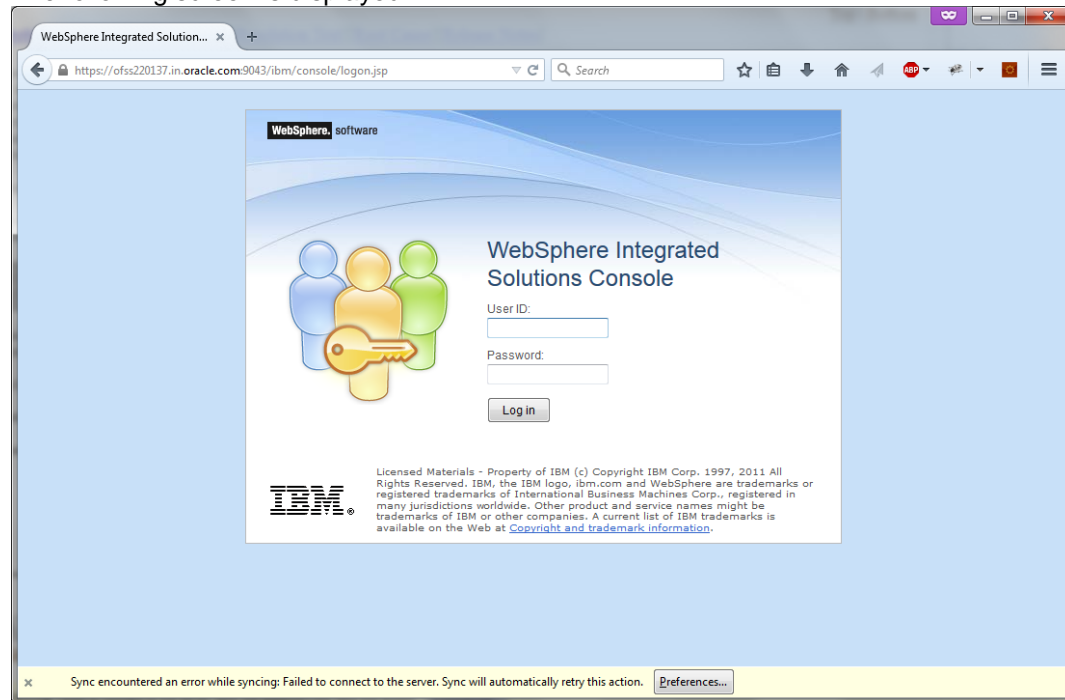 WebSphere Integrated Solution... × +
https://ofss220137.in.oracle.com:9043/ibm/console/logon.jsp
Search
ABP
WebSphere. software
WebSphere Integrated
Solutions Console
User ID:
Password:
Log in
IBM®
Licensed Materials - Property of IBM (c) Copyright IBM Corp. 1997, 2011 All
Rights Reserved. IBM, the IBM logo, ibm.com and WebSphere are trademarks or
registered trademarks of International Business Machines Corp., registered in
many jurisdictions worldwide. Other product and service names might be
trademarks of IBM or other companies. A current list of IBM trademarks is
available on the Web at Copyright and trademark information.
× Sync encountered an error while syncing: Failed to connect to the server. Sync will automatically retry this action. Preferences...